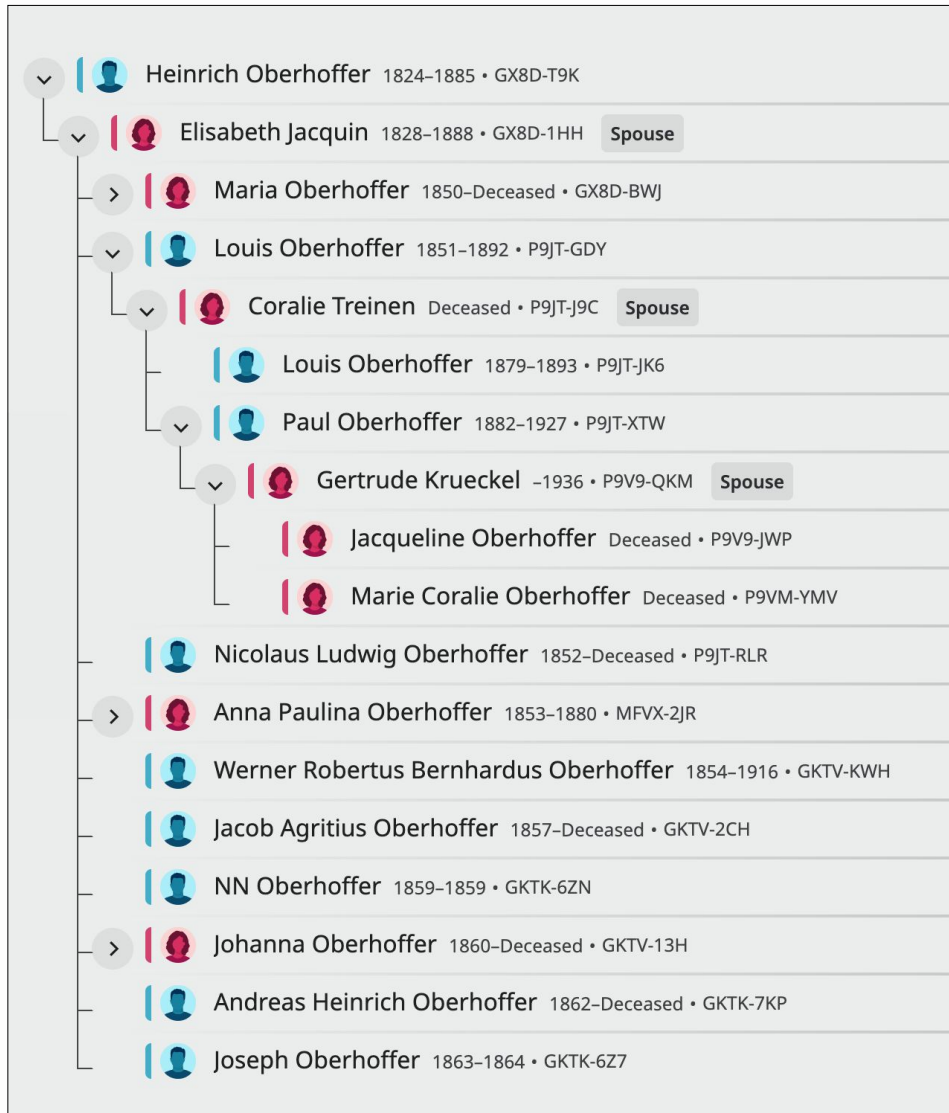 Heinrich Oberhoffer 1824–1885 • GX8D-T9K
Elisabeth Jacquin 1828–1888 • GX8D-1HH Spouse
Maria Oberhoffer 1850–Deceased • GX8D-BWJ
Louis Oberhoffer 1851–1892 • P9JT-GDY
Coralie Treinen Deceased • P9JT-J9C Spouse
Louis Oberhoffer 1879–1893 • P9JT-JK6
Paul Oberhoffer 1882–1927 • P9JT-XTW
Gertrude Krueckel –1936 • P9V9-QKM Spouse
Jacqueline Oberhoffer Deceased • P9V9-JWP
Marie Coralie Oberhoffer Deceased • P9VM-YMV
Nicolaus Ludwig Oberhoffer 1852–Deceased • P9JT-RLR
Anna Paulina Oberhoffer 1853–1880 • MFVX-2JR
Werner Robertus Bernhardus Oberhoffer 1854–1916 • GKTV-KWH
Jacob Agritius Oberhoffer 1857–Deceased • GKTV-2CH
NN Oberhoffer 1859–1859 • GKTK-6ZN
Johanna Oberhoffer 1860–Deceased • GKTV-13H
Andreas Heinrich Oberhoffer 1862–Deceased • GKTK-7KP
Joseph Oberhoffer 1863–1864 • GKTK-6Z7